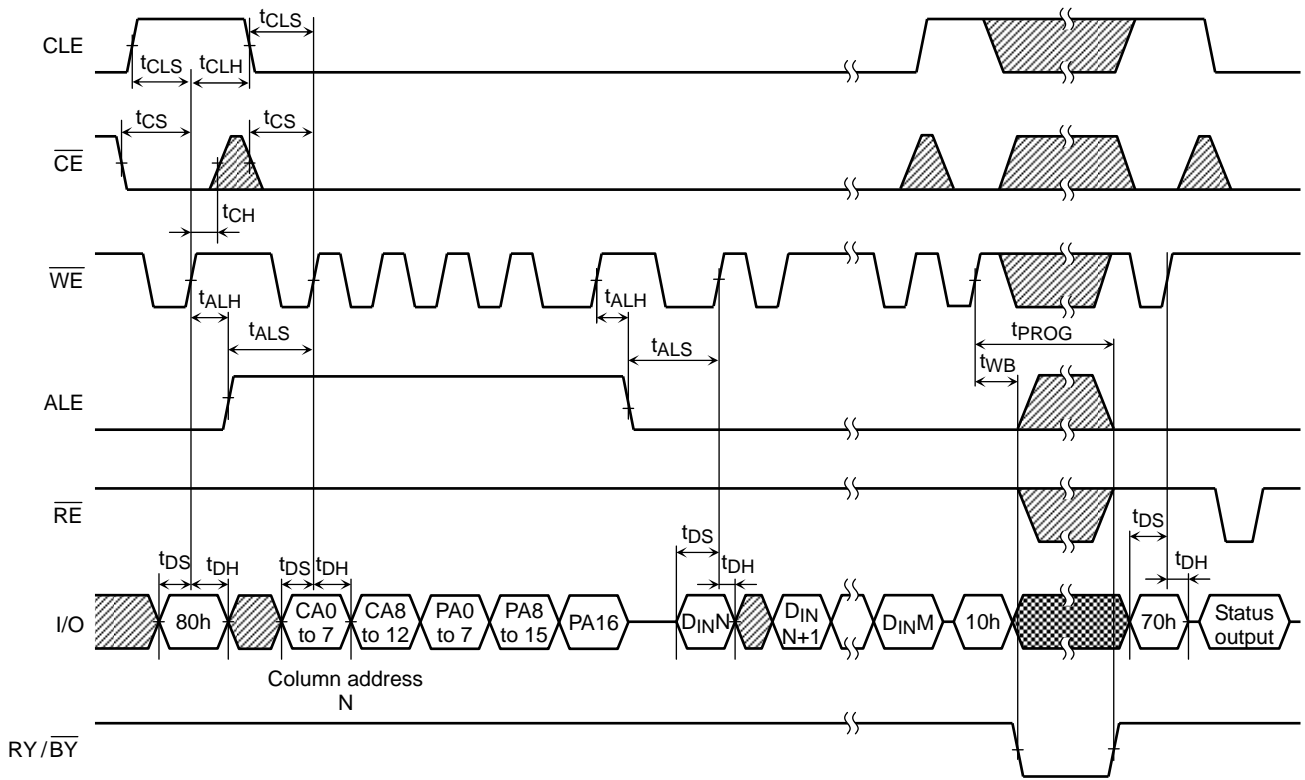 tCLS
CLE
tCLS tCLH
tCS tCS
CE
tCH
WE
tALH tALH
tALS tALS
tPROG
tWB
ALE
RE
tDS tDH tDS tDH tDS tDH tDS tDH
I/O
80h
CA0
to 7
CA8
to 12
PA0
to 7
PA8
to 15
PA16
DINN
DIN
N+1
DINM
10h
70h
Status
output
Column address
N
RY/BY